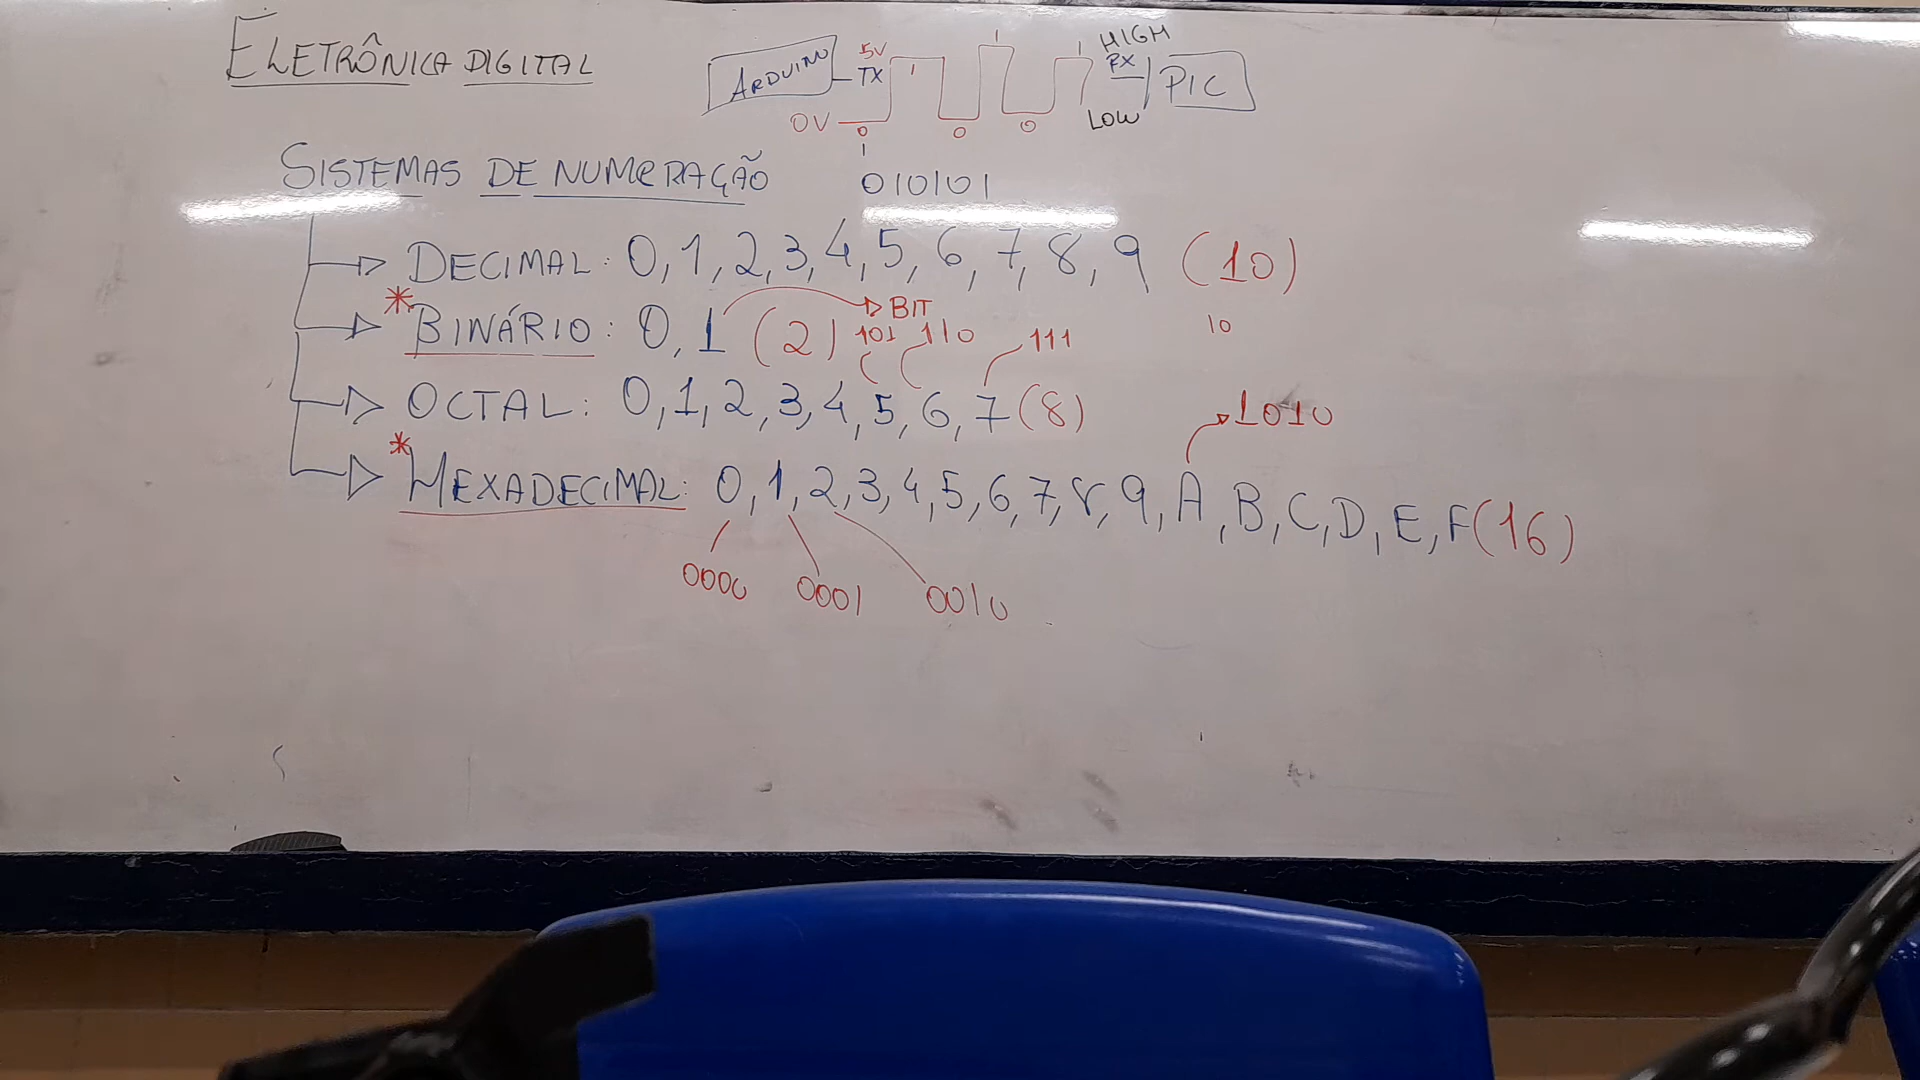 ELETRÔNICA DIGITAL
ARDUINO 5V TX 1 1 1 HIGH RX PIC
0V 0 0 0 LOW
SISTEMAS DE NUMERAÇÃO 010101
DECIMAL: 0, 1, 2, 3, 4, 5, 6, 7, 8, 9 (10)
BIT
*BINÁRIO: 0, 1 (2) 101 110 111 10
OCTAL: 0, 1, 2, 3, 4, 5, 6, 7 (8) 1010
*HEXADECIMAL: 0, 1, 2, 3, 4, 5, 6, 7, 8, 9, A, B, C, D, E, F (16)
0000 0001 0010